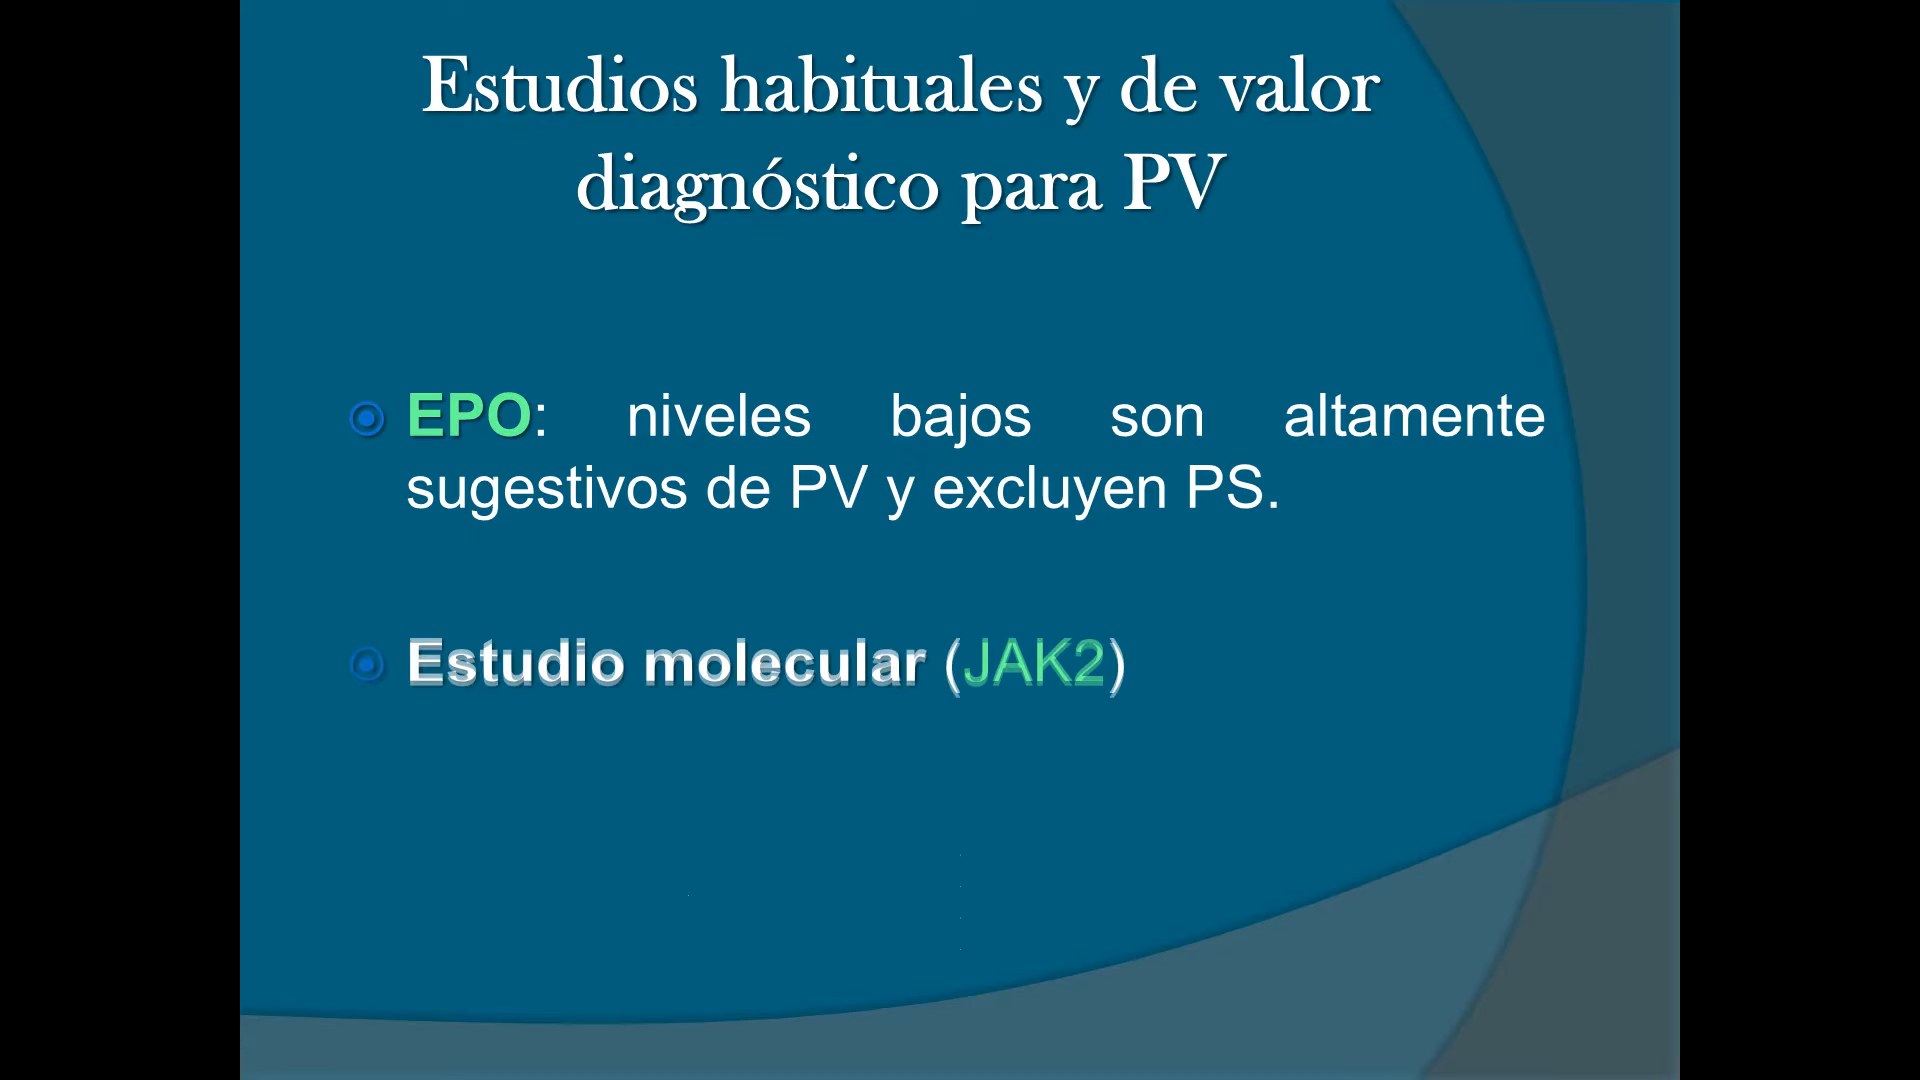 Estudios habituales y de valor
diagnóstico para PV
EPO: niveles bajos son altamente
sugestivos de PV y excluyen PS.
Estudio molecular (JAK2)